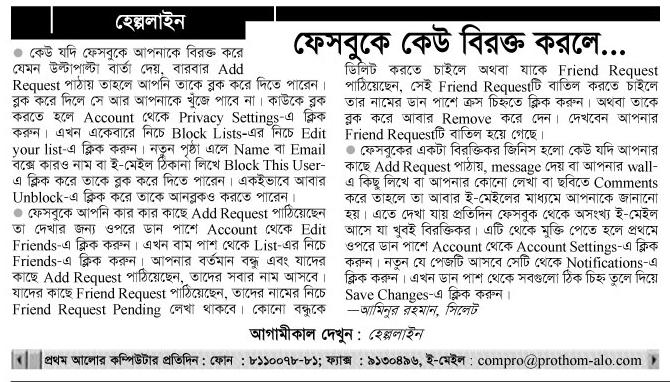 হেল্পলাইন
ফেসবুকে কেউ বিরক্ত করলে...
● কেউ যদি ফেসবুকে আপনাকে বিরক্ত করে
যেমন উল্টাপাল্টা বার্তা দেয়, বারবার Add
Request পাঠায় তাহলে আপনি তাকে ব্লক করে দিতে পারেন।
ব্লক করে দিলে সে আর আপনাকে খুঁজে পাবে না। কাউকে ব্লক
করতে হলে Account থেকে Privacy Settings-এ ক্লিক
করুন। এখন একেবারে নিচে Block Lists-এর নিচে Edit
your list-এ ক্লিক করুন। নতুন পৃষ্ঠা এলে Name বা Email
বক্সে কারও নাম বা ই-মেইল ঠিকানা লিখে Block This User-
এ ক্লিক করে তাকে ব্লক করে দিতে পারেন। একইভাবে আবার
Unblock-এ ক্লিক করে তাকে আনব্লকও করতে পারেন।
● ফেসবুকে আপনি কার কার কাছে Add Request পাঠিয়েছেন
তা দেখার জন্য ওপরে ডান পাশে Account থেকে Edit
Friends-এ ক্লিক করুন। এখন বাম পাশ থেকে List-এর নিচে
Friends-এ ক্লিক করুন। আপনার বর্তমান বন্ধু এবং যাদের
কাছে Add Request পাঠিয়েছেন, তাদের সবার নাম আসবে।
যাদের কাছে Friend Request পাঠিয়েছেন, তাদের নামের নিচে
Friend Request Pending লেখা থাকবে। কোনো বন্ধুকে
ডিলিট করতে চাইলে অথবা যাকে Friend Request
পাঠিয়েছেন, সেই Friend Requestটি বাতিল করতে চাইলে
তার নামের ডান পাশে ক্রস চিহ্নতে ক্লিক করুন। অথবা তাকে
ব্লক করে আবার Remove করে দেন। দেখবেন আপনার
Friend Requestটি বাতিল হয়ে গেছে।
● ফেসবুকের একটা বিরক্তিকর জিনিস হলো কেউ যদি আপনার
কাছে Add Request পাঠায়, message দেয় বা আপনার wall-
এ কিছু লিখে বা আপনার কোনো লেখা বা ছবিতে Comments
করে তাহলে তা আবার ই-মেইলের মাধ্যমে আপনাকে জানানো
হয়। এতে দেখা যায় প্রতিদিন ফেসবুক থেকে অসংখ্য ই-মেইল
আসে যা খুবই বিরক্তিকর। এটি থেকে মুক্তি পেতে হলে প্রথমে
ওপরে ডান পাশে Account থেকে Account Settings-এ ক্লিক
করুন। নতুন যে পেজটি আসবে সেটি থেকে Notifications-এ
ক্লিক করুন। এখন ডান পাশ থেকে সবগুলো ঠিক চিহ্ন তুলে দিয়ে
Save Changes-এ ক্লিক করুন।
—আমিনুর রহমান, সিলেট
আগামীকাল দেখুন : হেল্পলাইন
প্রথম আলোর কম্পিউটার প্রতিদিন : ফোন : ৮১১০০৭৮-৮১; ফ্যাক্স : ৯১৩০৪৯৬, ই-মেইল : compro@prothom-alo.com